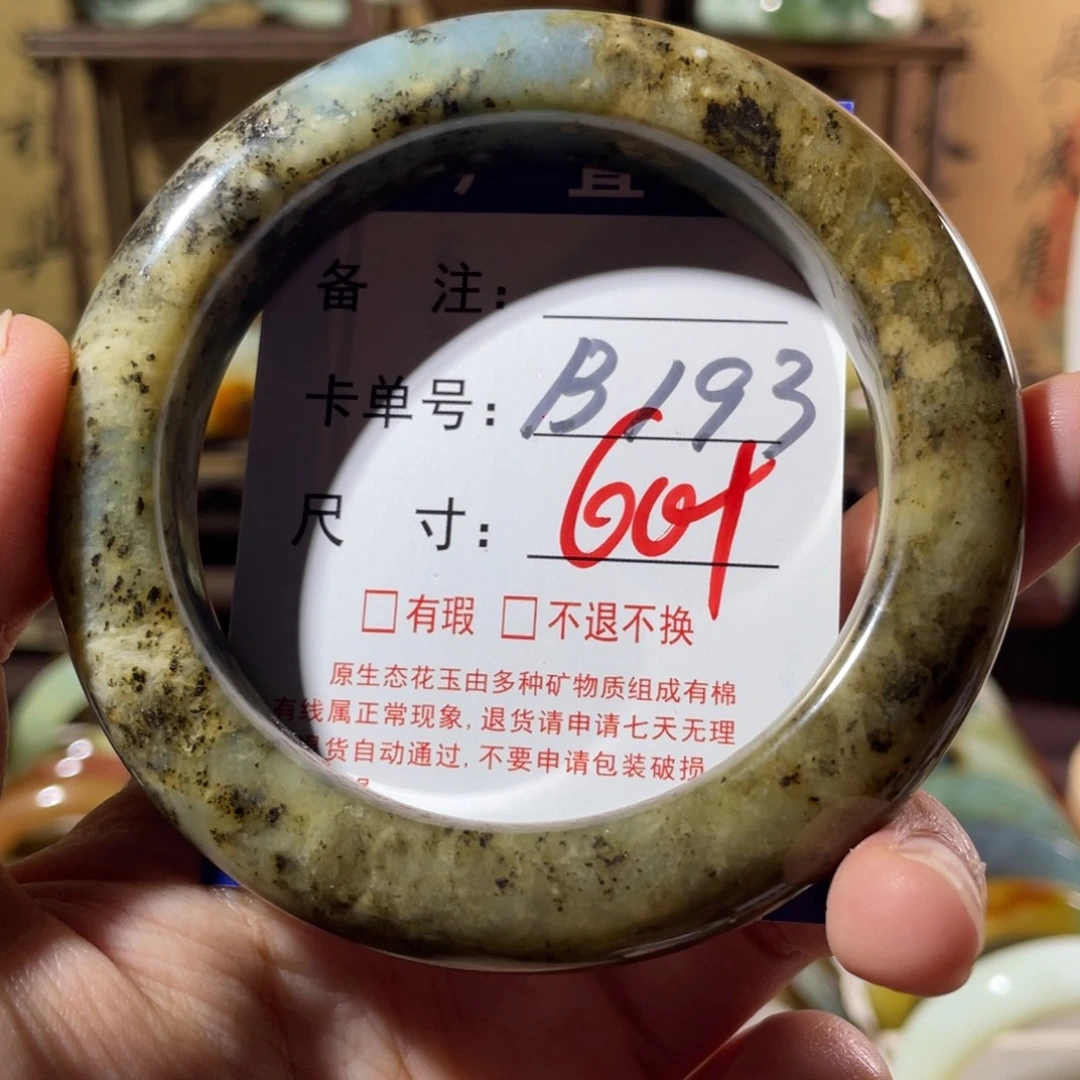 备 注:
卡单号: B193
尺 寸: 601
□有瑕 □不退不换
原生态花玉由多种矿物质组成有棉
有线属正常现象, 退货请申请七天无理
货自动通过, 不要申请包装破损